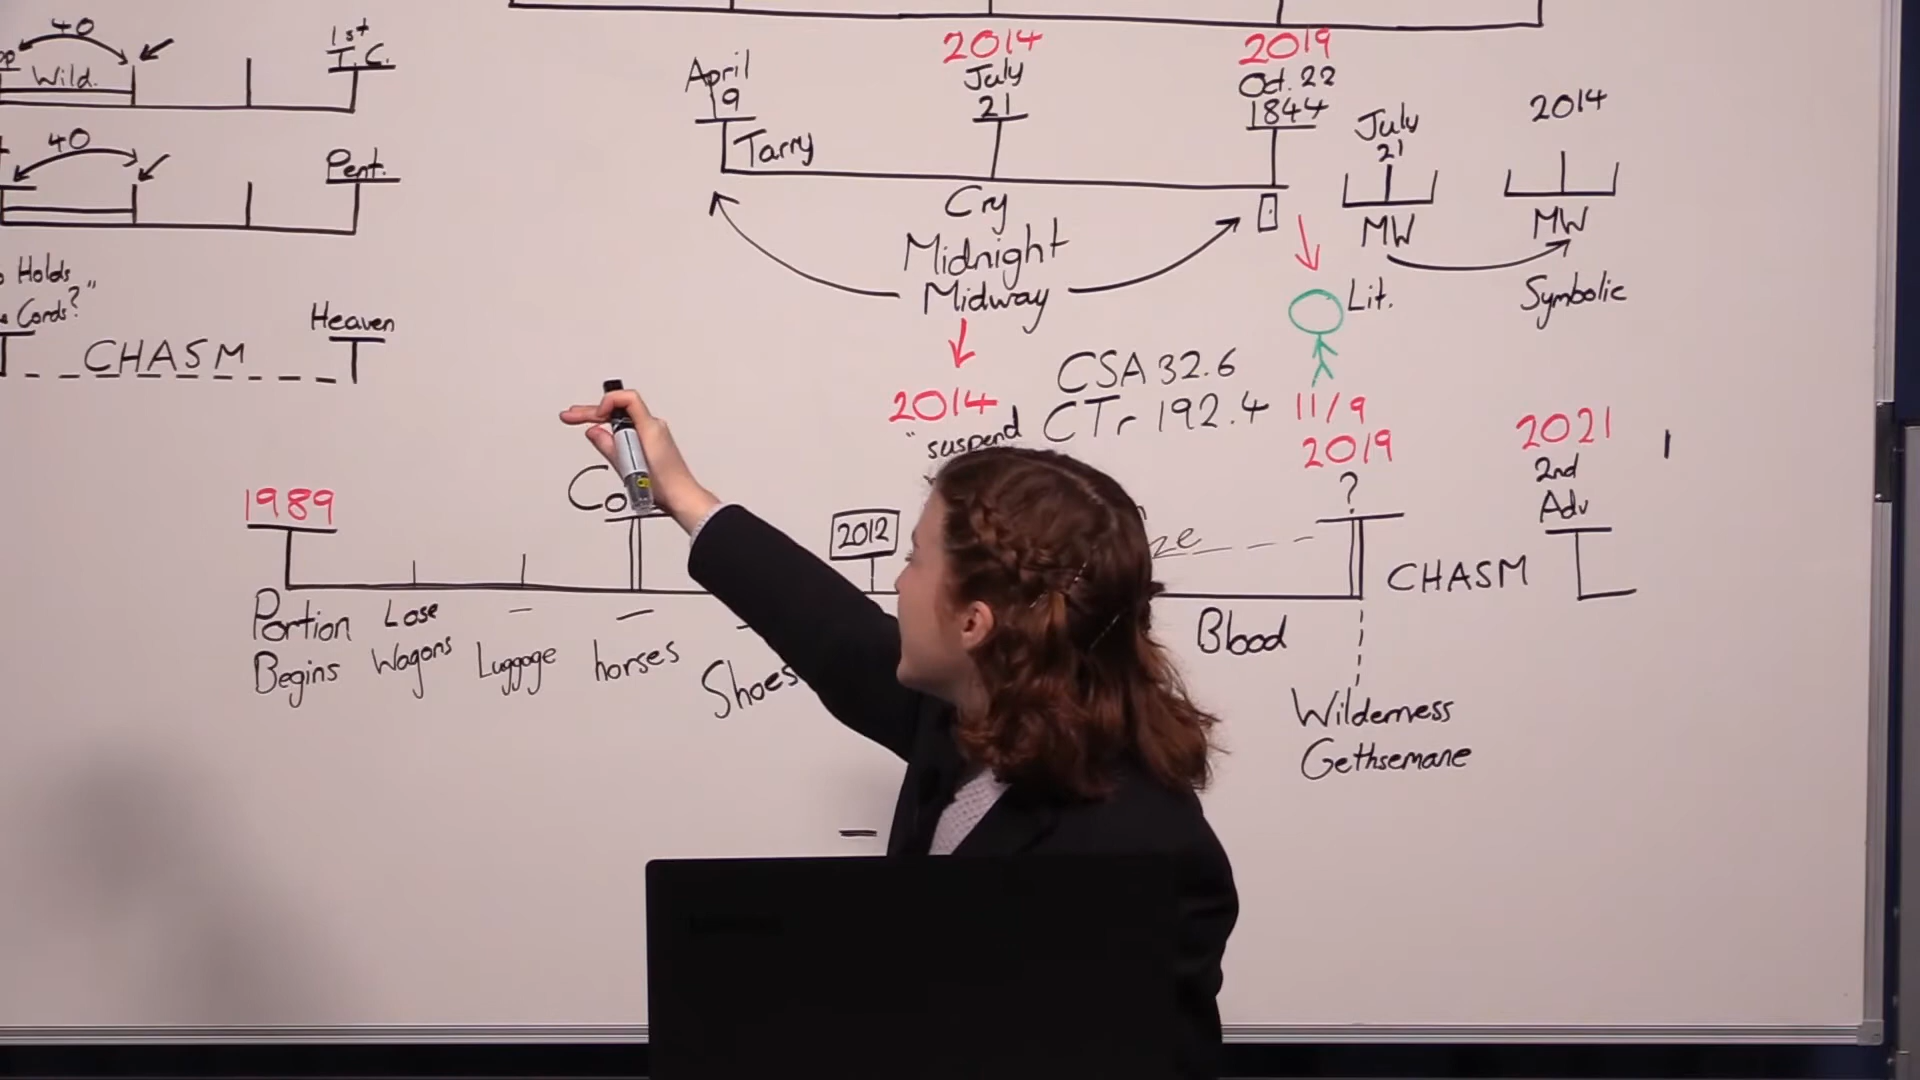 40
Wild.
1st
T.C.
40
Pent.
Holds
Cords?"
CHASM
Heaven
April
19
Tarry
2014
July
21
Cry
Midnight
Midway
2019
Oct. 22
1844
July
21
MW
2014
MW
Symbolic
Lit.
CSA 32.6
CTr 192.4
2014
"suspend
11/9
2019
?
2021
2nd
Adv
1989
2012
CHASM
Portion
Begins
Lose
Wagons
Luggage
horses
Shoes
Blood
Wilderness
Gethsemane